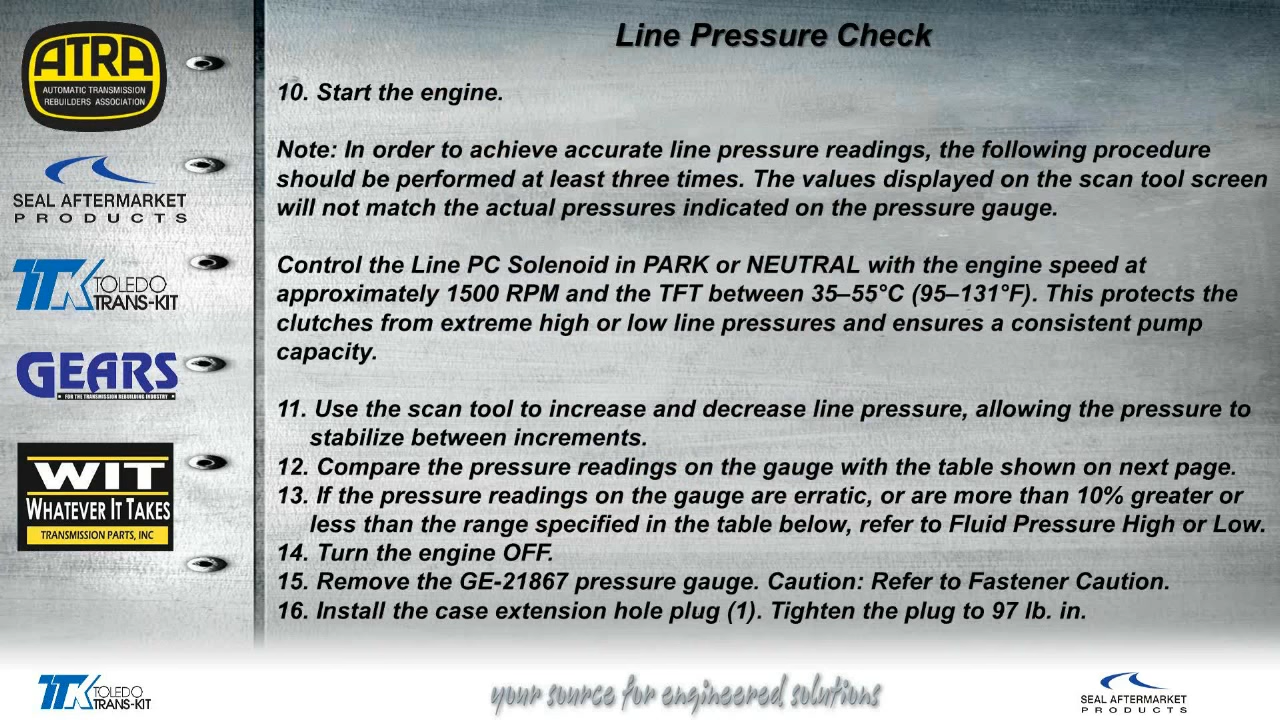 Line Pressure Check
ATRA
AUTOMATIC TRANSMISSION
REBUILDERS ASSOCIATION
SEAL AFTERMARKET
PRODUCTS
TTK TOLEDO
TRANS-KIT
GEARS
FOR THE TRANSMISSION REBUILDING INDUSTRY
WIT
WHATEVER IT TAKES
TRANSMISSION PARTS, INC
10. Start the engine.
Note: In order to achieve accurate line pressure readings, the following procedure
should be performed at least three times. The values displayed on the scan tool screen
will not match the actual pressures indicated on the pressure gauge.
Control the Line PC Solenoid in PARK or NEUTRAL with the engine speed at
approximately 1500 RPM and the TFT between 35–55°C (95–131°F). This protects the
clutches from extreme high or low line pressures and ensures a consistent pump
capacity.
11. Use the scan tool to increase and decrease line pressure, allowing the pressure to
stabilize between increments.
12. Compare the pressure readings on the gauge with the table shown on next page.
13. If the pressure readings on the gauge are erratic, or are more than 10% greater or
less than the range specified in the table below, refer to Fluid Pressure High or Low.
14. Turn the engine OFF.
15. Remove the GE-21867 pressure gauge. Caution: Refer to Fastener Caution.
16. Install the case extension hole plug (1). Tighten the plug to 97 lb. in.
TTK TOLEDO
TRANS-KIT
your source for engineered solutions
SEAL AFTERMARKET
PRODUCTS